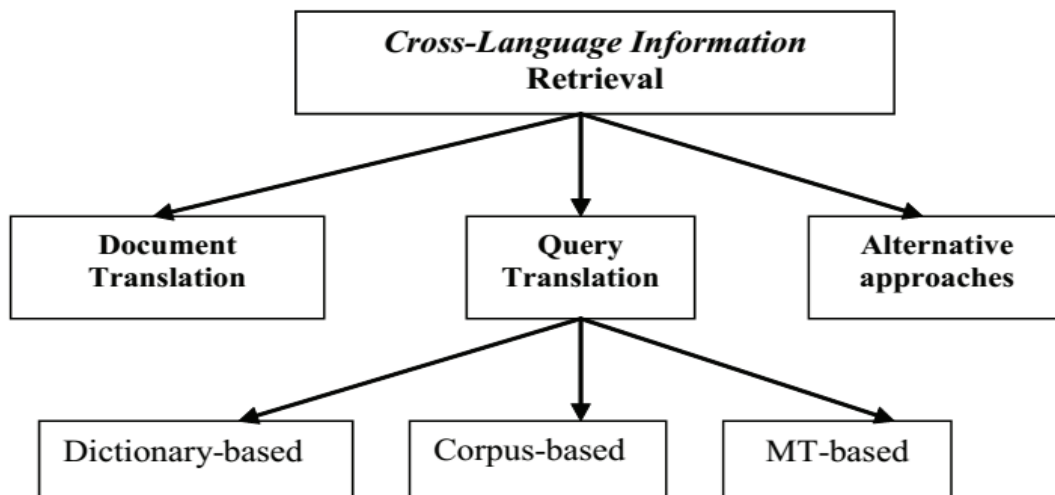 Cross-Language Information
Retrieval
Document
Translation
Query
Translation
Alternative
approaches
Dictionary-based
Corpus-based
MT-based